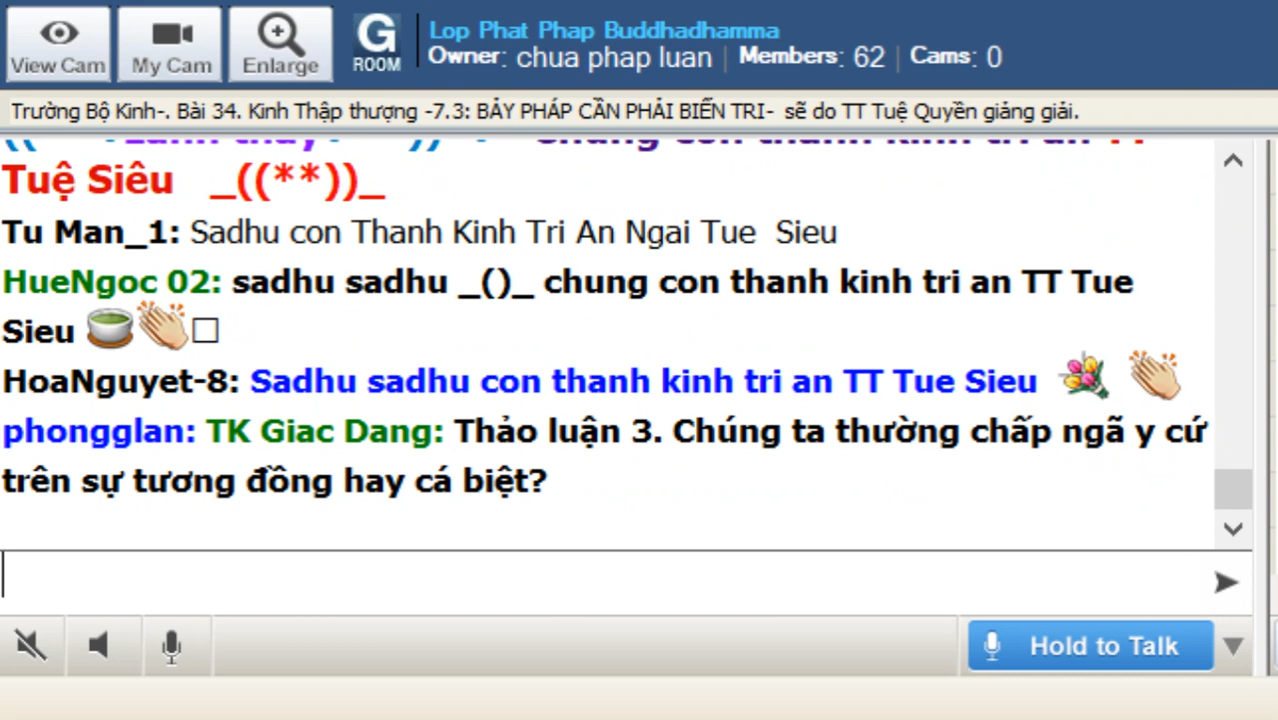 View Cam
My Cam
Enlarge
G
ROOM
Lop Phat Phap Buddhadhamma
Owner: chua phap luan | Members: 62 | Cams: 0
Trường Bộ Kinh-. Bài 34. Kinh Thập thượng -7.3: BẢY PHÁP CẦN PHẢI BIẾN TRI- sẽ do TT Tuệ Quyền giảng giải.
Tuệ Siêu _((**))_
Tu Man_1: Sadhu con Thanh Kinh Tri An Ngai Tue Sieu
HueNgoc 02: sadhu sadhu _()_ chung con thanh kinh tri an TT Tue
Sieu
HoaNguyet-8: Sadhu sadhu con thanh kinh tri an TT Tue Sieu
phongglan: TK Giac Dang: Thảo luận 3. Chúng ta thường chấp ngã y cứ
trên sự tương đồng hay cá biệt?
Hold to Talk